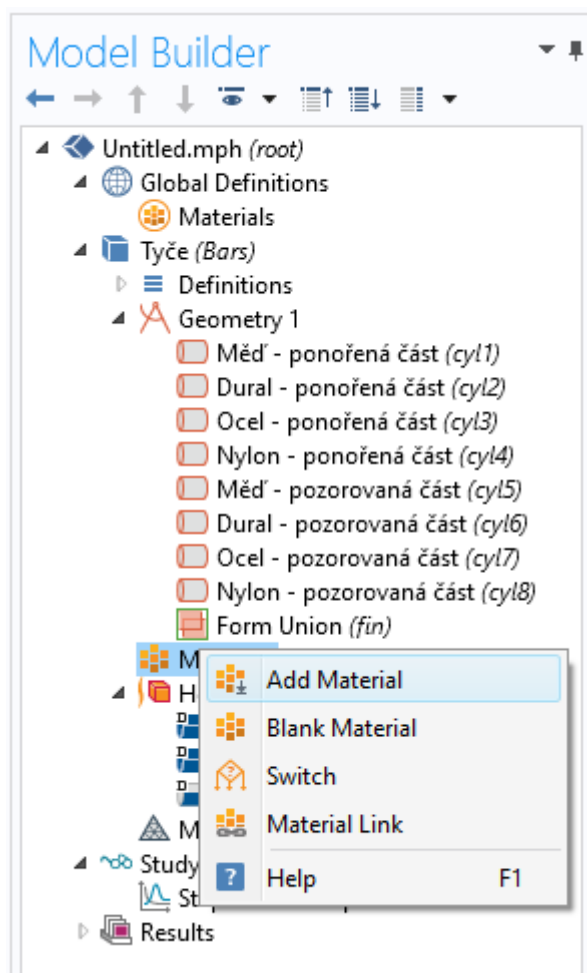 Model Builder
Untitled.mph (root)
Global Definitions
Materials
Tyče (Bars)
Definitions
Geometry 1
Měď - ponořená část (cyl1)
Dural - ponořená část (cyl2)
Ocel - ponořená část (cyl3)
Nylon - ponořená část (cyl4)
Měď - pozorovaná část (cyl5)
Dural - pozorovaná část (cyl6)
Ocel - pozorovaná část (cyl7)
Nylon - pozorovaná část (cyl8)
Form Union (fin)
M
Add Material
H
Blank Material
Switch
Material Link
M
Study
Help F1
St
Results